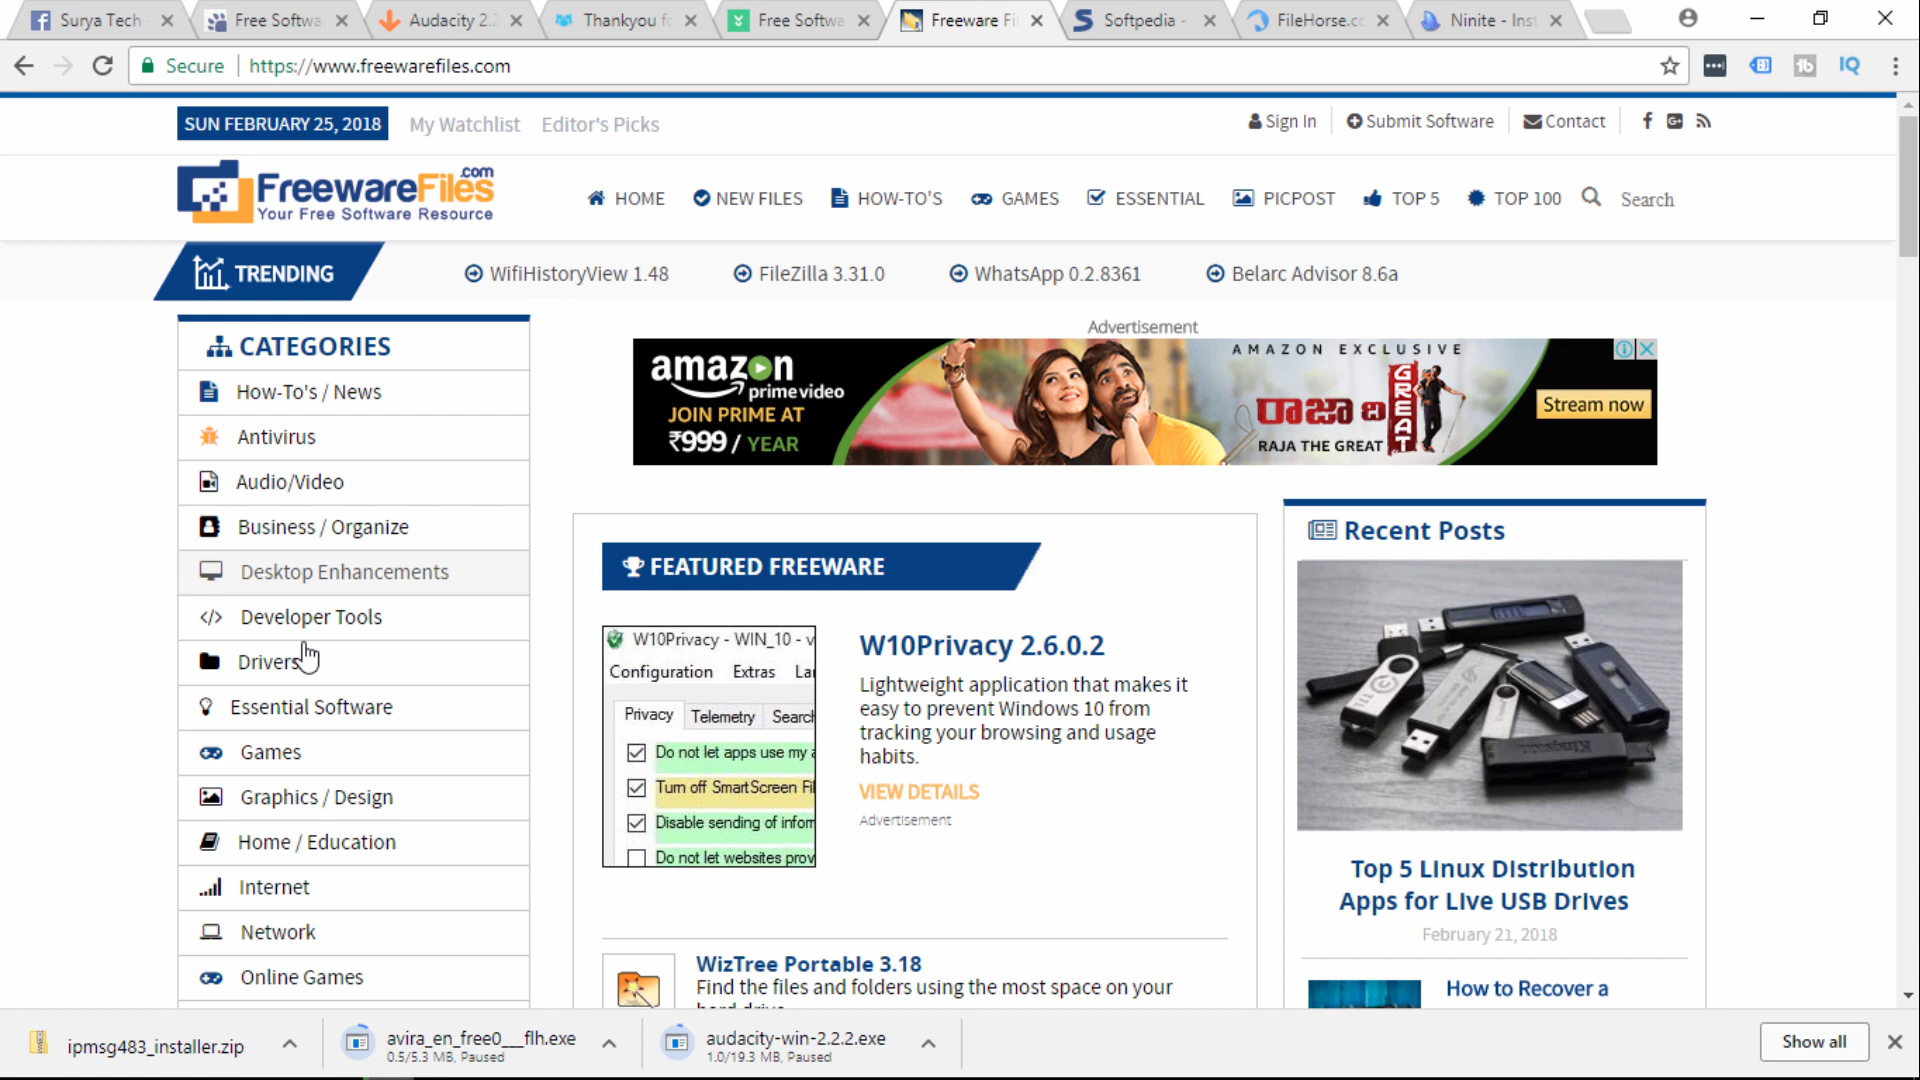 Surya Tech
Free Softwa
Audacity 2.2
Thankyou fo
Free Softwa
Freeware Fi
Softpedia -
FileHorse.co
Ninite - Inst
Secure
https://www.freewarefiles.com
SUN FEBRUARY 25, 2018
My Watchlist
Editor's Picks
Sign In
Submit Software
Contact
FreewareFiles.com
Your Free Software Resource
HOME
NEW FILES
HOW-TO'S
GAMES
ESSENTIAL
PICPOST
TOP 5
TOP 100
Search
TRENDING
WifiHistoryView 1.48
FileZilla 3.31.0
WhatsApp 0.2.8361
Belarc Advisor 8.6a
CATEGORIES
How-To's / News
Antivirus
Audio/Video
Business / Organize
Desktop Enhancements
Developer Tools
Drivers
Essential Software
Games
Graphics / Design
Home / Education
Internet
Network
Online Games
Advertisement
amazon
prime video
JOIN PRIME AT
₹999 / YEAR
AMAZON EXCLUSIVE
రాజా ది
GREAT
RAJA THE GREAT
Stream now
FEATURED FREEWARE
W10Privacy - WIN_10 - v
Configuration Extras La
Privacy Telemetry Search
Do not let apps use my a
Turn off SmartScreen Fil
Disable sending of inform
Do not let websites prov
W10Privacy 2.6.0.2
Lightweight application that makes it
easy to prevent Windows 10 from
tracking your browsing and usage
habits.
VIEW DETAILS
Advertisement
WizTree Portable 3.18
Find the files and folders using the most space on your
hard drive
Recent Posts
Kingston
Top 5 Linux Distribution
Apps for Live USB Drives
February 21, 2018
How to Recover a
ipmsg483_installer.zip
avira_en_free0___flh.exe
0.5/5.3 MB, Paused
audacity-win-2.2.2.exe
1.0/19.3 MB, Paused
Show all